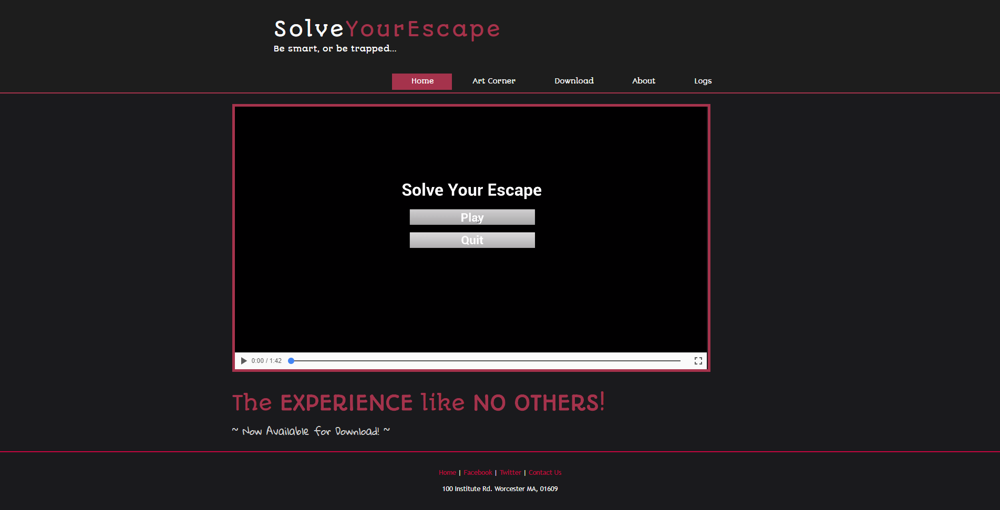 SolveYourEscape
Be smart, or be trapped...
Home Art Corner Download About Logs
Solve Your Escape
Play
Quit
0:00 / 1:42
The EXPERIENCE like NO OTHERS!
~ Now Available for Download! ~
Home | Facebook | Twitter | Contact Us
100 Institute Rd. Worcester MA, 01609